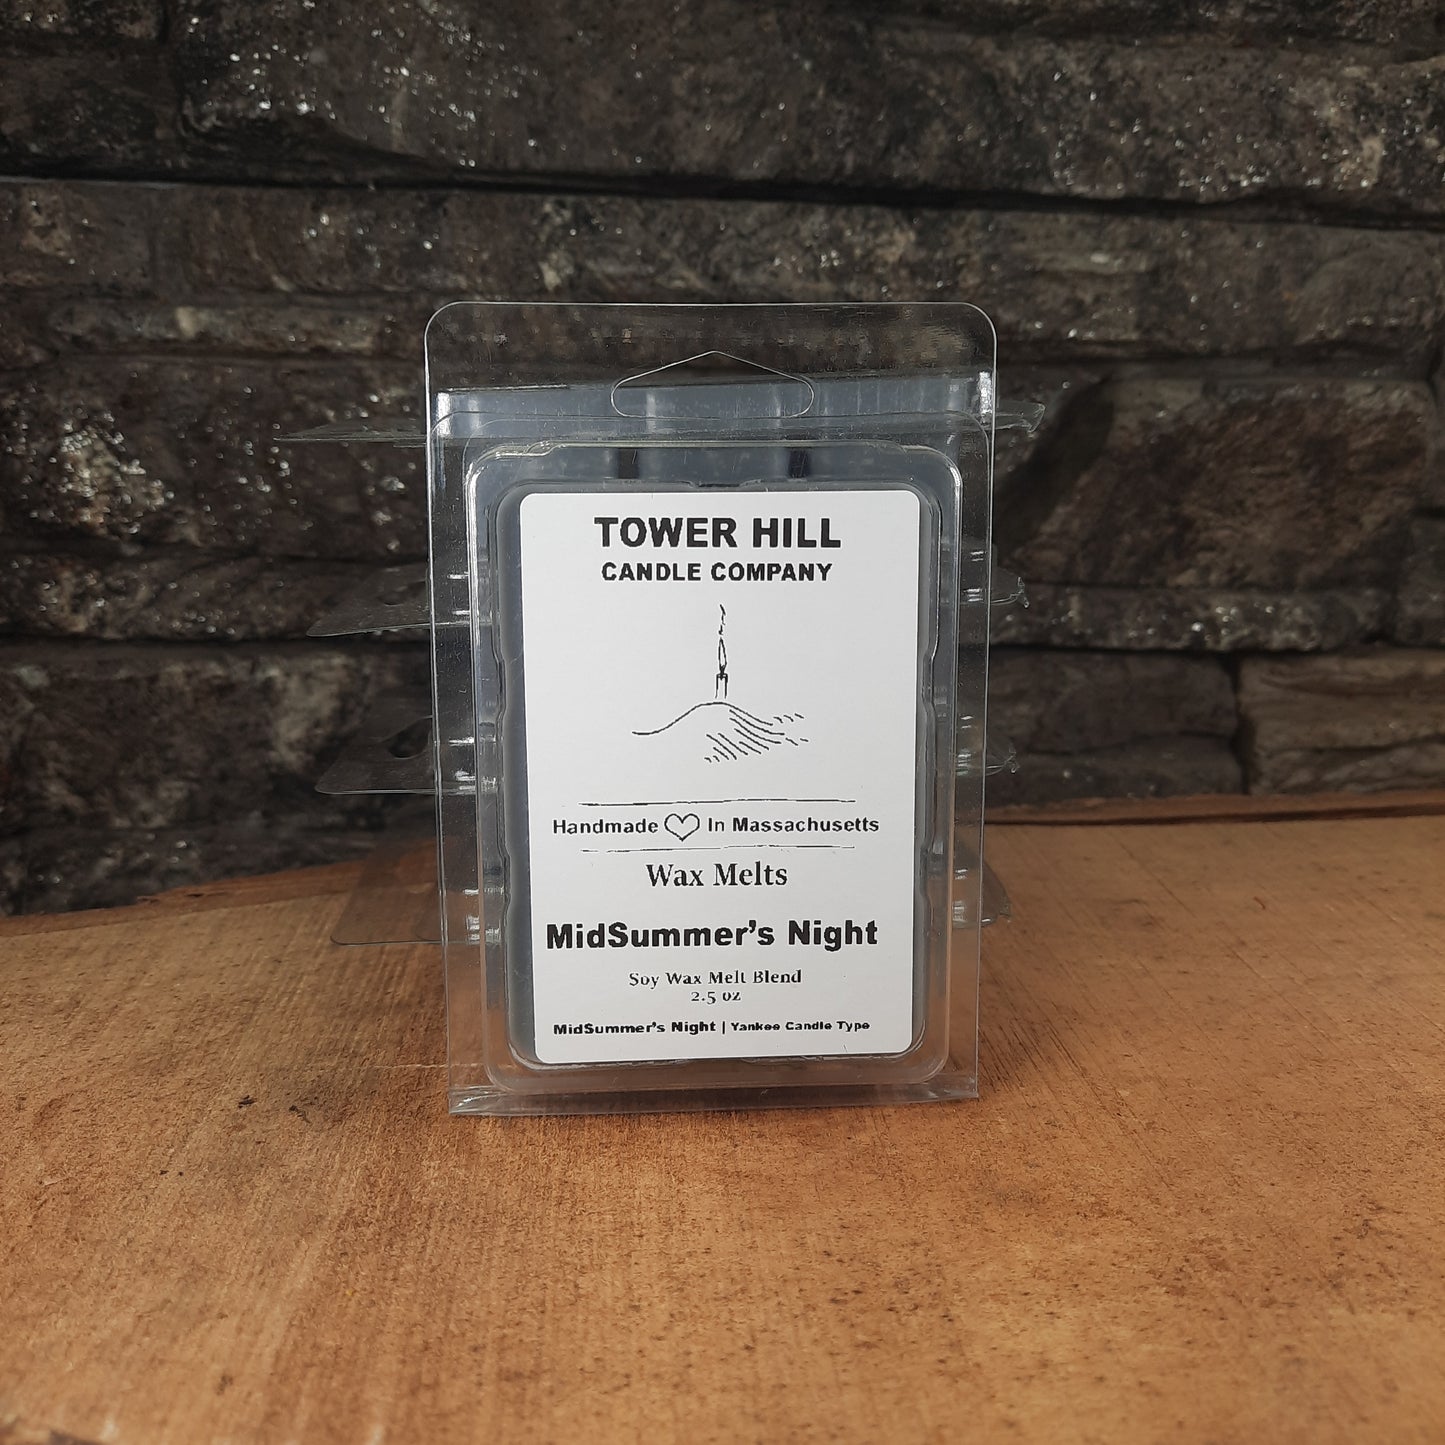 TOWER HILL
CANDLE COMPANY
Handmade In Massachusetts
Wax Melts
MidSummer's Night
Soy Wax Melt Blend
2.5 oz
MidSummer's Night | Yankee Candle Type